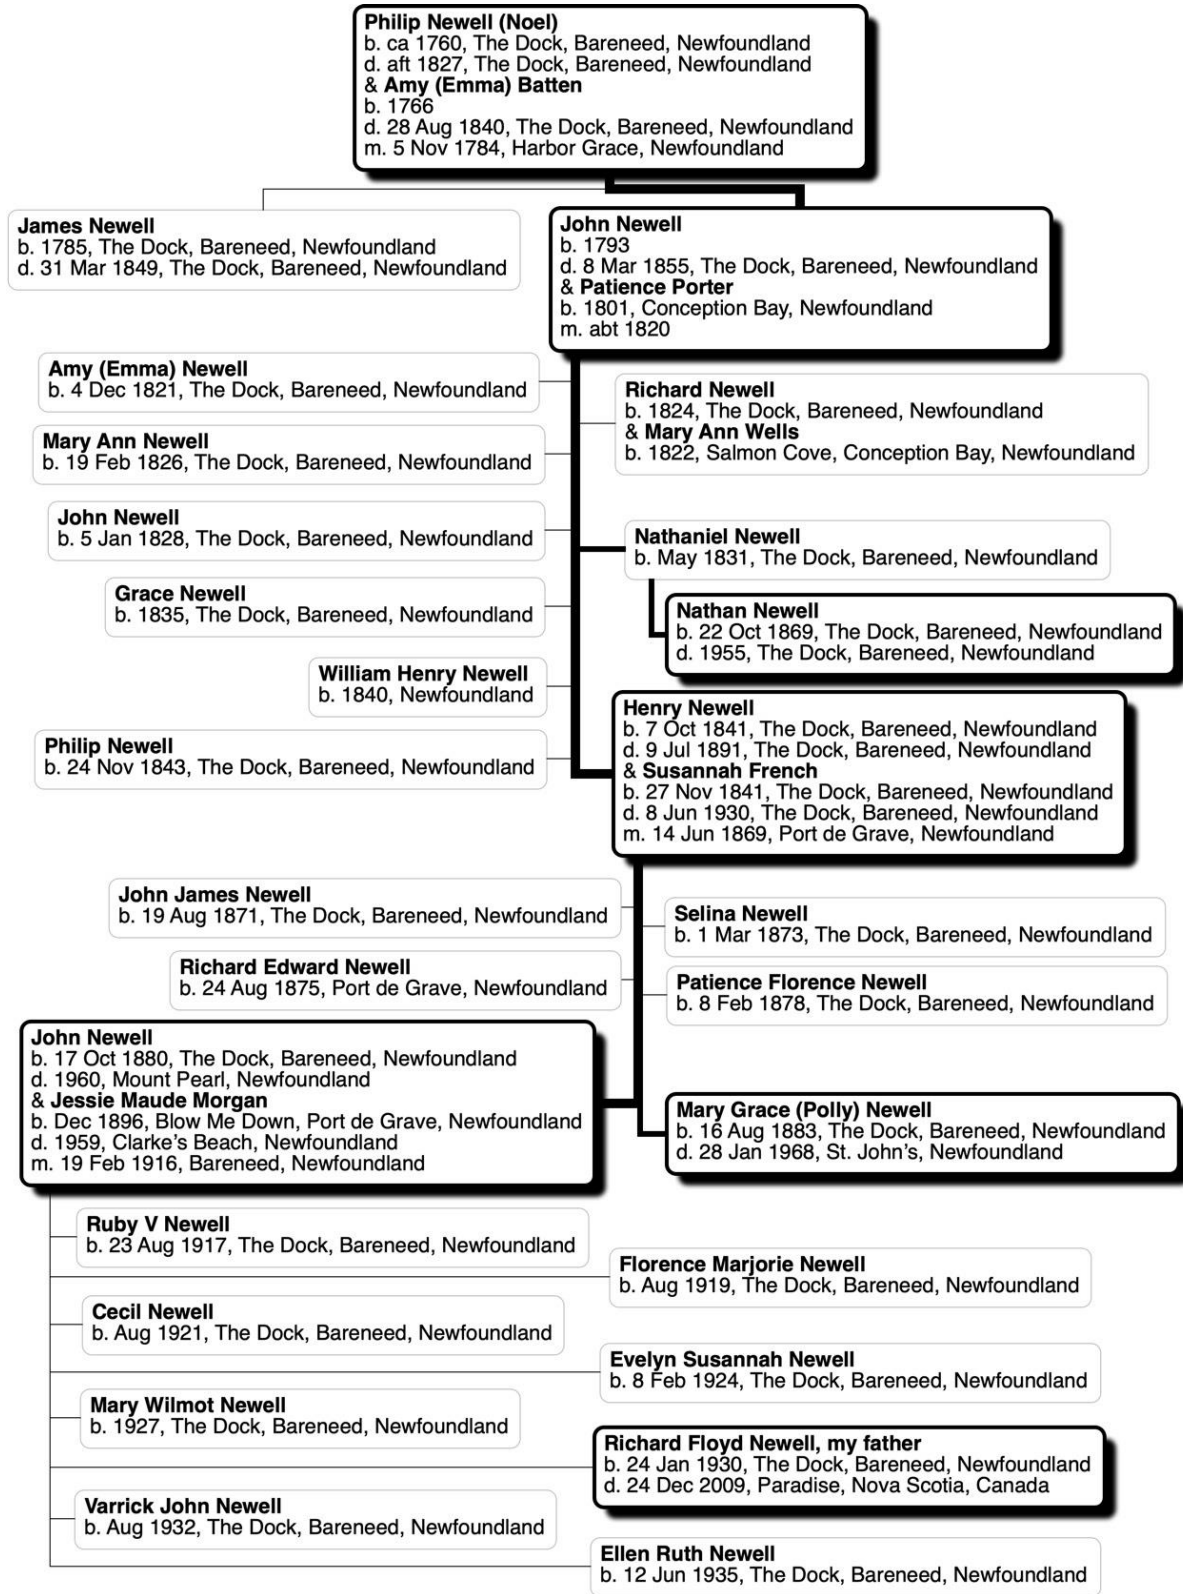 Philip Newell (Noel)
b. ca 1760, The Dock, Bareneed, Newfoundland
d. aft 1827, The Dock, Bareneed, Newfoundland
& Amy (Emma) Batten
b. 1766
d. 28 Aug 1840, The Dock, Bareneed, Newfoundland
m. 5 Nov 1784, Harbor Grace, Newfoundland
James Newell
b. 1785, The Dock, Bareneed, Newfoundland
d. 31 Mar 1849, The Dock, Bareneed, Newfoundland
John Newell
b. 1793
d. 8 Mar 1855, The Dock, Bareneed, Newfoundland
& Patience Porter
b. 1801, Conception Bay, Newfoundland
m. abt 1820
Amy (Emma) Newell
b. 4 Dec 1821, The Dock, Bareneed, Newfoundland
Richard Newell
b. 1824, The Dock, Bareneed, Newfoundland
& Mary Ann Wells
b. 1822, Salmon Cove, Conception Bay, Newfoundland
Mary Ann Newell
b. 19 Feb 1826, The Dock, Bareneed, Newfoundland
John Newell
b. 5 Jan 1828, The Dock, Bareneed, Newfoundland
Nathaniel Newell
b. May 1831, The Dock, Bareneed, Newfoundland
Grace Newell
b. 1835, The Dock, Bareneed, Newfoundland
Nathan Newell
b. 22 Oct 1869, The Dock, Bareneed, Newfoundland
d. 1955, The Dock, Bareneed, Newfoundland
William Henry Newell
b. 1840, Newfoundland
Henry Newell
b. 7 Oct 1841, The Dock, Bareneed, Newfoundland
d. 9 Jul 1891, The Dock, Bareneed, Newfoundland
& Susannah French
b. 27 Nov 1841, The Dock, Bareneed, Newfoundland
d. 8 Jun 1930, The Dock, Bareneed, Newfoundland
m. 14 Jun 1869, Port de Grave, Newfoundland
Philip Newell
b. 24 Nov 1843, The Dock, Bareneed, Newfoundland
John James Newell
b. 19 Aug 1871, The Dock, Bareneed, Newfoundland
Selina Newell
b. 1 Mar 1873, The Dock, Bareneed, Newfoundland
Richard Edward Newell
b. 24 Aug 1875, Port de Grave, Newfoundland
Patience Florence Newell
b. 8 Feb 1878, The Dock, Bareneed, Newfoundland
John Newell
b. 17 Oct 1880, The Dock, Bareneed, Newfoundland
d. 1960, Mount Pearl, Newfoundland
& Jessie Maude Morgan
b. Dec 1896, Blow Me Down, Port de Grave, Newfoundland
d. 1959, Clarke’s Beach, Newfoundland
m. 19 Feb 1916, Bareneed, Newfoundland
Mary Grace (Polly) Newell
b. 16 Aug 1883, The Dock, Bareneed, Newfoundland
d. 28 Jan 1968, St. John’s, Newfoundland
Ruby V Newell
b. 23 Aug 1917, The Dock, Bareneed, Newfoundland
Florence Marjorie Newell
b. Aug 1919, The Dock, Bareneed, Newfoundland
Cecil Newell
b. Aug 1921, The Dock, Bareneed, Newfoundland
Evelyn Susannah Newell
b. 8 Feb 1924, The Dock, Bareneed, Newfoundland
Mary Wilmot Newell
b. 1927, The Dock, Bareneed, Newfoundland
Richard Floyd Newell, my father
b. 24 Jan 1930, The Dock, Bareneed, Newfoundland
d. 24 Dec 2009, Paradise, Nova Scotia, Canada
Varrick John Newell
b. Aug 1932, The Dock, Bareneed, Newfoundland
Ellen Ruth Newell
b. 12 Jun 1935, The Dock, Bareneed, Newfoundland